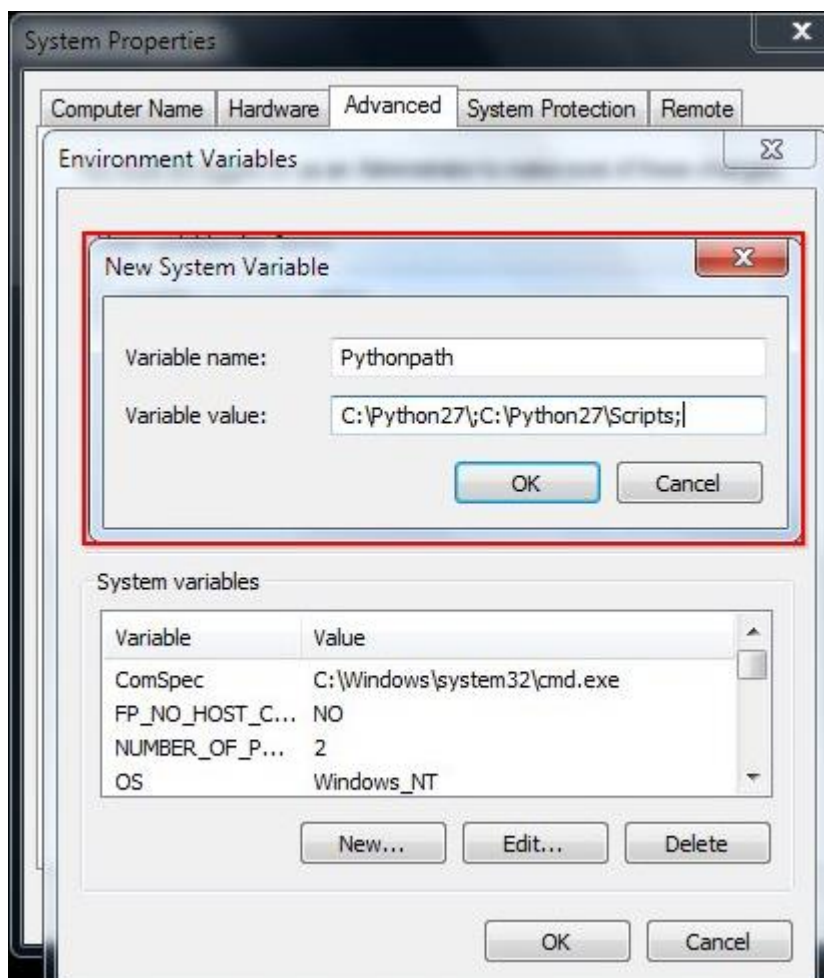 System Properties
Computer Name Hardware Advanced System Protection Remote
Environment Variables
New System Variable
Variable name: Pythonpath
Variable value: C:\Python27\;C:\Python27\Scripts;
OK Cancel
System variables
Variable Value
ComSpec C:\Windows\system32\cmd.exe
FP_NO_HOST_C... NO
NUMBER_OF_P... 2
OS Windows_NT
New... Edit... Delete
OK Cancel